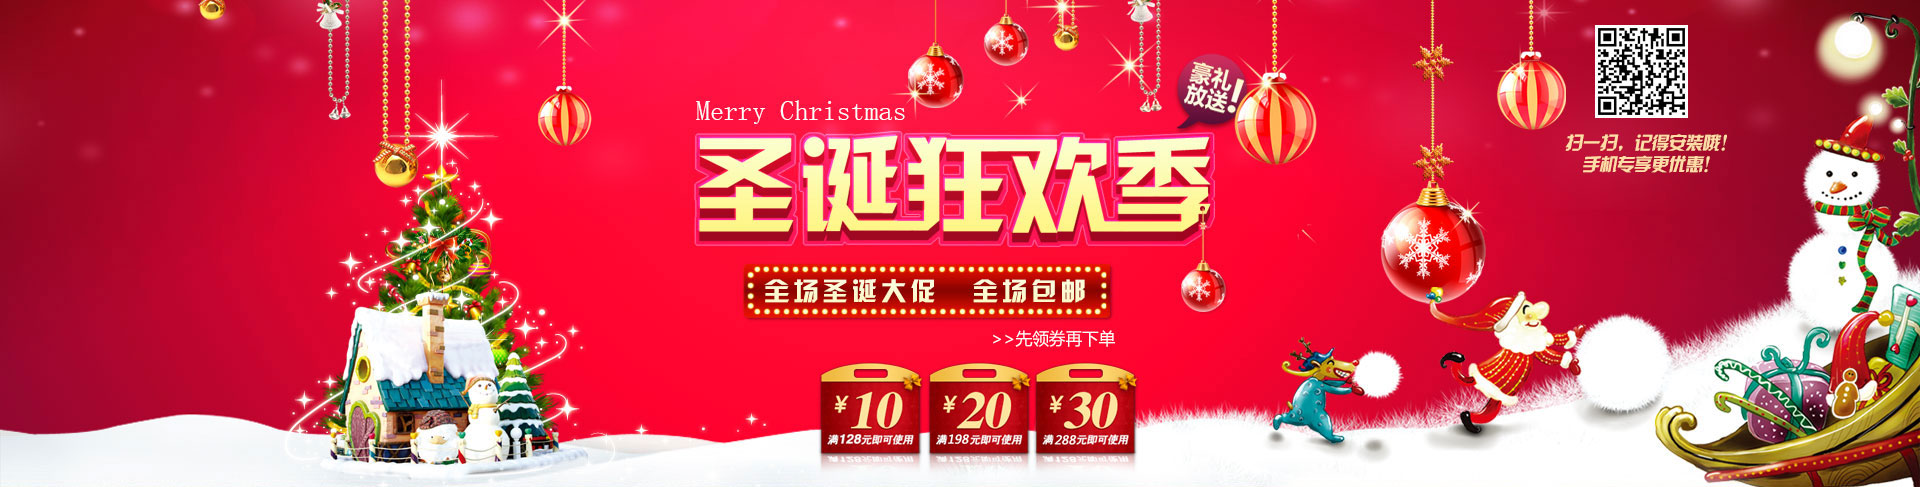 Merry Christmas
豪礼
放送!
圣诞狂欢季
全场圣诞大促 全场包邮
>>先领券再下单
¥10
满128元即可使用
¥20
满198元即可使用
¥30
满288元即可使用
扫一扫，记得安装哦!
手机专享更优惠!